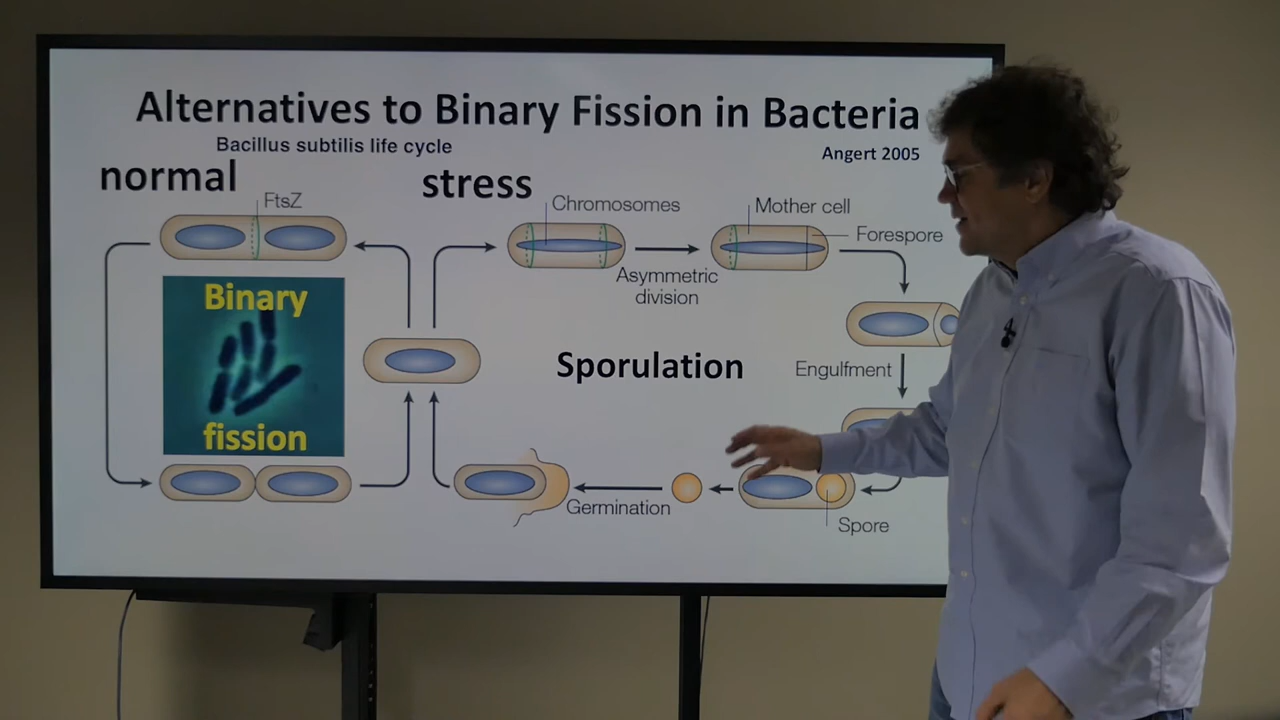 Alternatives to Binary Fission in Bacteria
Bacillus subtilis life cycle
Angert 2005
normal
stress
FtsZ
Chromosomes
Mother cell
Forespore
Asymmetric
division
Binary
fission
Sporulation
Engulfment
Germination
Spore